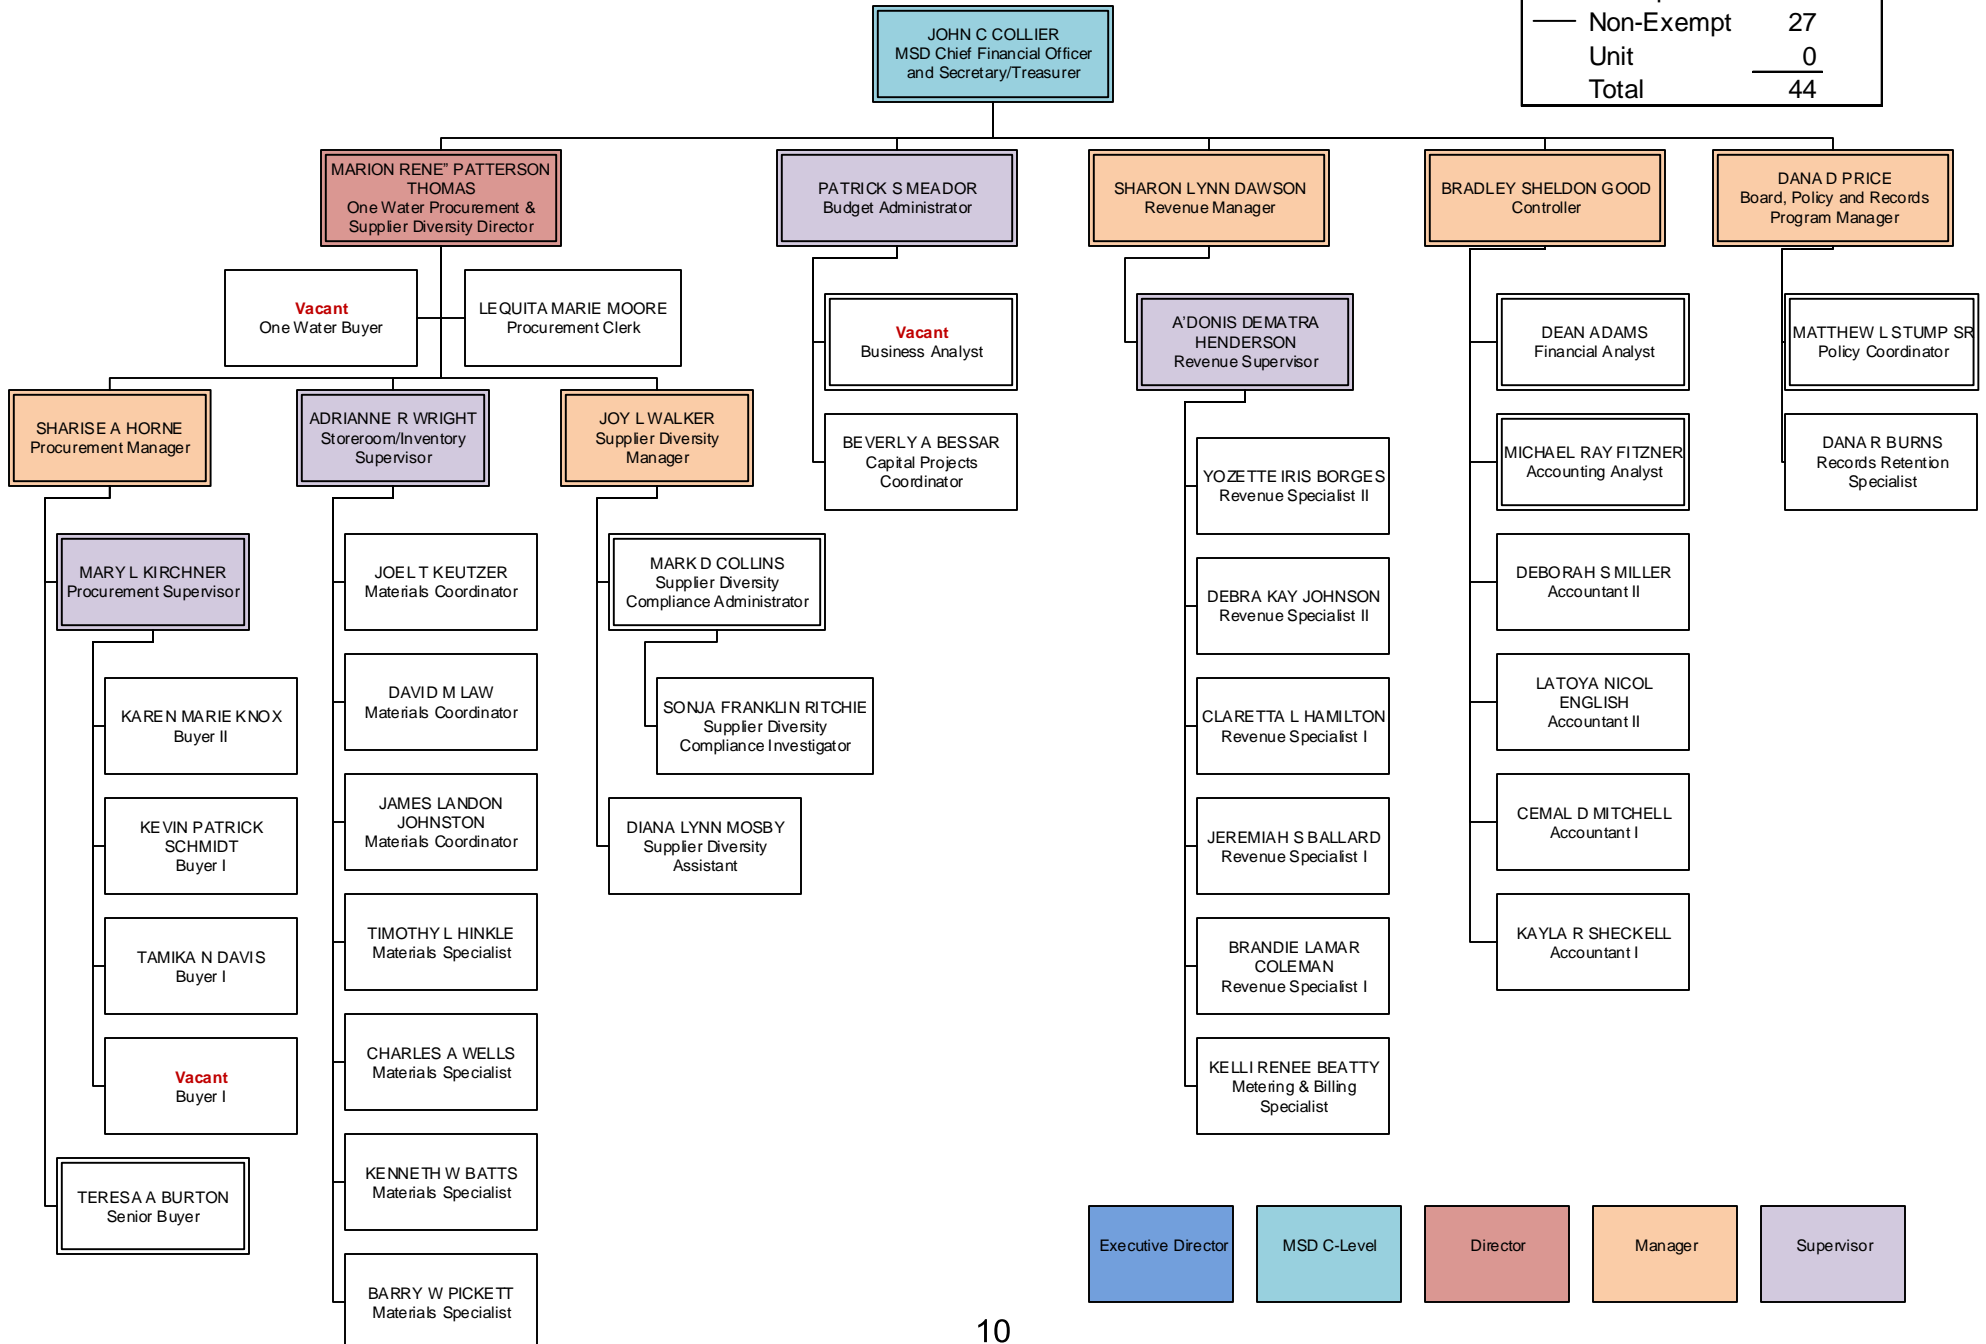 Non-Exempt 27
Unit 0
Total 44
JOHN C COLLIER
MSD Chief Financial Officer
and Secretary/Treasurer
MARION RENE” PATTERSON
THOMAS
One Water Procurement &
Supplier Diversity Director
PATRICK S MEADOR
Budget Administrator
SHARON LYNN DAWSON
Revenue Manager
BRADLEY SHELDON GOOD
Controller
DANA D PRICE
Board, Policy and Records
Program Manager
Vacant
One Water Buyer
LEQUITA MARIE MOORE
Procurement Clerk
SHARISE A HORNE
Procurement Manager
MARY L KIRCHNER
Procurement Supervisor
KAREN MARIE KNOX
Buyer II
KEVIN PATRICK
SCHMIDT
Buyer I
TAMIKA N DAVIS
Buyer I
Vacant
Buyer I
TERESA A BURTON
Senior Buyer
ADRIANNE R WRIGHT
Storeroom/Inventory
Supervisor
JOEL T KEUTZER
Materials Coordinator
DAVID M LAW
Materials Coordinator
JAMES LANDON
JOHNSTON
Materials Coordinator
TIMOTHY L HINKLE
Materials Specialist
CHARLES A WELLS
Materials Specialist
KENNETH W BATTS
Materials Specialist
BARRY W PICKETT
Materials Specialist
JOY L WALKER
Supplier Diversity
Manager
MARK D COLLINS
Supplier Diversity
Compliance Administrator
SONJA FRANKLIN RITCHIE
Supplier Diversity
Compliance Investigator
DIANA LYNN MOSBY
Supplier Diversity
Assistant
Vacant
Business Analyst
BEVERLY A BESSAR
Capital Projects
Coordinator
A'DONIS DEMATRA
HENDERSON
Revenue Supervisor
YOZETTE IRIS BORGES
Revenue Specialist II
DEBRA KAY JOHNSON
Revenue Specialist II
CLARETTA L HAMILTON
Revenue Specialist I
JEREMIAH S BALLARD
Revenue Specialist I
BRANDIE LAMAR
COLEMAN
Revenue Specialist I
KELLI RENEE BEATTY
Metering & Billing
Specialist
DEAN ADAMS
Financial Analyst
MICHAEL RAY FITZNER
Accounting Analyst
DEBORAH S MILLER
Accountant II
LATOYA NICOL
ENGLISH
Accountant II
CEMAL D MITCHELL
Accountant I
KAYLA R SHECKELL
Accountant I
MATTHEW L STUMP SR
Policy Coordinator
DANA R BURNS
Records Retention
Specialist
Executive Director
MSD C-Level
Director
Manager
Supervisor
10